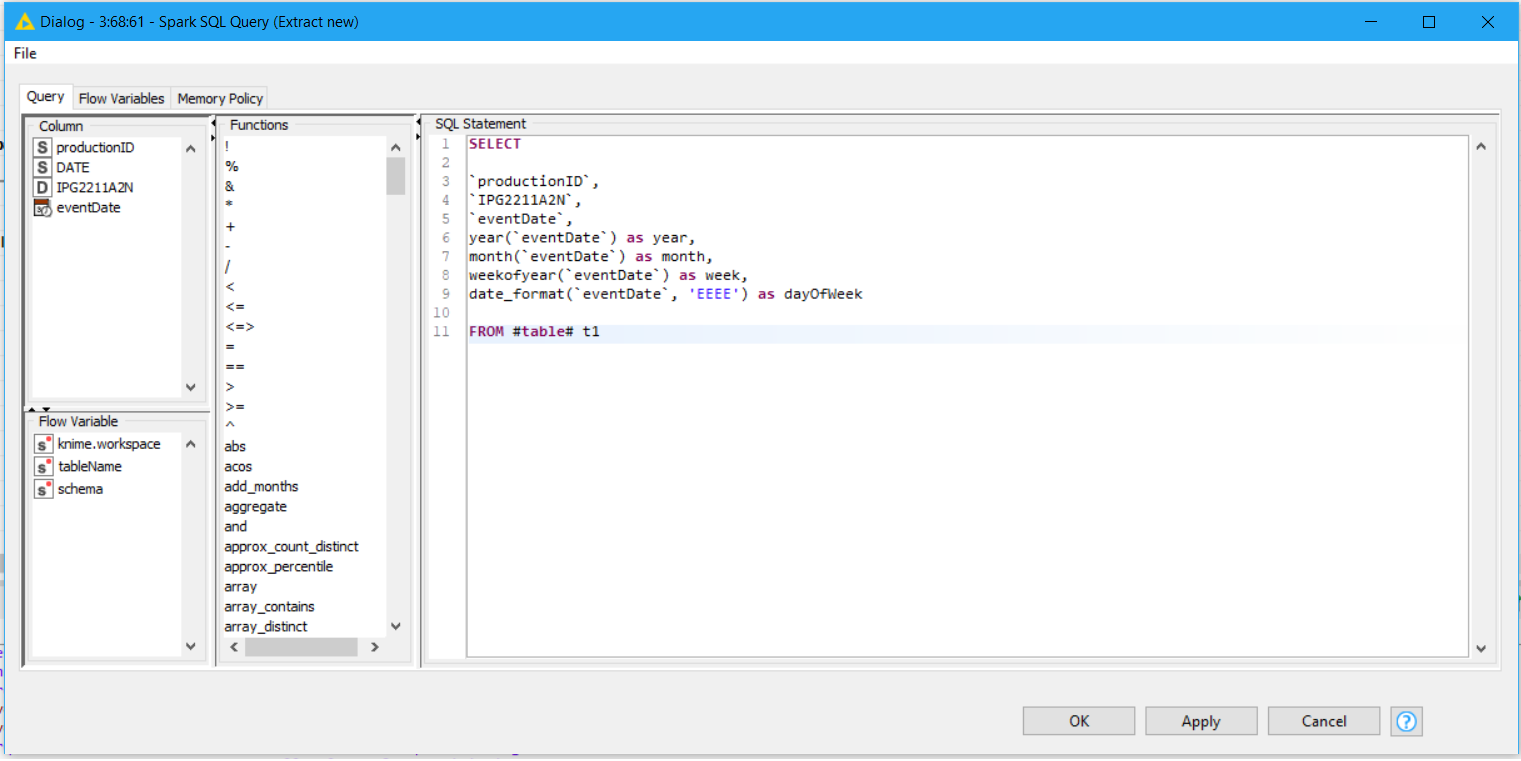 Dialog - 3:68:61 - Spark SQL Query (Extract new)
File
Query Flow Variables Memory Policy
Column
S productionID
S DATE
D IPG2211A2N
eventDate
Flow Variable
s knime.workspace
s tableName
s schema
Functions
!
%
&
*
+
-
/
<
<=
<=>
=
==
>
>=
^
abs
acos
add_months
aggregate
and
approx_count_distinct
approx_percentile
array
array_contains
array_distinct
SQL Statement
1 SELECT
2
3 `productionID`,
4 `IPG2211A2N`,
5 `eventDate`,
6 year(`eventDate`) as year,
7 month(`eventDate`) as month,
8 weekofyear(`eventDate`) as week,
9 date_format(`eventDate`, 'EEEE') as dayOfWeek
10
11 FROM #table# t1
OK Apply Cancel ?